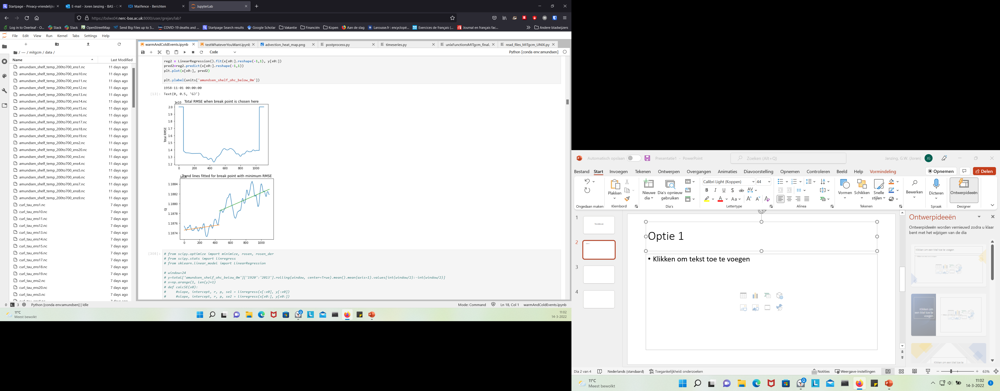 Startpage - Privacy-vriendelijke
E-mail - Joren Janzing - BAS - O
Mailfence - Berichten
JupyterLab
https://bslws04.nerc-bas.ac.uk:8000/user/grejan/lab?
Log in to Overleaf - O...
Slack
Slack
OpenStreetMap
Send Big Files up to 5...
COVID-19 deaths and ...
Startpage Search results
Google Scholar
Vakantie
Financiën
Kopen
Aan de slag
Larousse.fr : encyclopé...
Exercices de français (...
Journal en français fac...
Andere bladwijzers
File Edit View Run Kernel Tabs Settings Help
/ ··· / mitgcm / data /
Name Last Modified
amundsen_shelf_temp_200to700_ens1.nc 11 days ago
amundsen_shelf_temp_200to700_ens10.nc 11 days ago
amundsen_shelf_temp_200to700_ens11.nc 11 days ago
amundsen_shelf_temp_200to700_ens12.nc 11 days ago
amundsen_shelf_temp_200to700_ens13.nc 11 days ago
amundsen_shelf_temp_200to700_ens14.nc 11 days ago
amundsen_shelf_temp_200to700_ens15.nc 11 days ago
amundsen_shelf_temp_200to700_ens16.nc 11 days ago
amundsen_shelf_temp_200to700_ens17.nc 11 days ago
amundsen_shelf_temp_200to700_ens18.nc 11 days ago
amundsen_shelf_temp_200to700_ens19.nc 11 days ago
amundsen_shelf_temp_200to700_ens2.nc 11 days ago
amundsen_shelf_temp_200to700_ens20.nc 11 days ago
amundsen_shelf_temp_200to700_ens3.nc 11 days ago
amundsen_shelf_temp_200to700_ens4.nc 11 days ago
amundsen_shelf_temp_200to700_ens5.nc 11 days ago
amundsen_shelf_temp_200to700_ens6.nc 11 days ago
amundsen_shelf_temp_200to700_ens7.nc 11 days ago
amundsen_shelf_temp_200to700_ens8.nc 11 days ago
amundsen_shelf_temp_200to700_ens9.nc 11 days ago
curl_tau_ens1.nc 7 days ago
curl_tau_ens10.nc 7 days ago
curl_tau_ens11.nc 7 days ago
curl_tau_ens12.nc 7 days ago
curl_tau_ens13.nc 7 days ago
curl_tau_ens14.nc 7 days ago
curl_tau_ens15.nc 7 days ago
curl_tau_ens16.nc 7 days ago
curl_tau_ens17.nc 7 days ago
curl_tau_ens18.nc 7 days ago
curl_tau_ens19.nc 7 days ago
curl_tau_ens2.nc 7 days ago
curl_tau_ens20.nc 7 days ago
curl_tau_ens3.nc 7 days ago
warmAndColdEvents.ipynb
testWhateverYouWant.ipynb
advection_heat_map.png
postprocess.py
timeseries.py
unixFunctionsMITgcm_final.
read_files_MITgcm_UNIX.py
Code
Python [conda env:amundsen]
reg2 = LinearRegression().fit(x[x0:].reshape(-1,1), y[x0:])
pred2=reg2.predict(x[x0:].reshape(-1,1))
plt.plot(x[x0:], pred2)
plt.ylabel(units['amundsen_shelf_ohc_below_0m'])
1958-11-01 00:00:00
[13]: Text(0, 0.5, 'GJ')
1e10 Total RMSE when break point is chosen here
2.0
1.9
1.8
1.7
1.6
1.5
1.4
1.3
1.2
Total RMSE
0 200 400 600 800 1000
Trend lines fitted for break point with minimum RMSE
1.1884
1.1882
1.1880
1.1878
1.1876
1.1874
GJ
0 200 400 600 800 1000
[308]: # from scipy.optimize import minimize, rosen, rosen_der
# from scipy.stats import linregress
# from sklearn.linear_model import LinearRegression
# window=24
# y=total['amundsen_shelf_ohc_below_0m']['1920':'2013'].rolling(window, center=True).mean().mean(axis=1).values[int(window/2):-int(window/2)]
# x=np.arange(1, len(y)+1)
# def calcSE(x0):
#     #slope, intercept, r, p, se1 = linregress(x[:x0], y[:x0])
#     #slope, intercept, r, p, se2 = linregress(x[x0:], y[x0:])
0 3 Python [conda env:amundsen] | Idle
Mode: Command Ln 18, Col 1 warmAndColdEvents.ipynb
11°C
Meest bewolkt
11:02
14-3-2022
Automatisch opslaan
Presentatie1 - PowerPoint
Zoeken (Alt+Q)
Janzing, G.W. (Joren) JG
Bestand Start Invoegen Tekenen Ontwerpen Overgangen Animaties Diavoorstelling Opnemen Controleren Beeld Help Vormindeling
Opnemen
Delen
Calibri Light (Koppen) 44
Plakken
Nieuwe dia
Dia's opnieuw gebruiken
Vormen
Schikken
Snelle stijlen
Bewerken
Dicteren
Ontwerpideeën
Ongedaan maken Klembord Dia's Lettertype Alinea Tekenen Spraak Designer
1
Trendbreuk
2
3
4
Optie 1
• Klikken om tekst toe te voegen
Ontwerpideeën
Ontwerpideeën worden vernieuwd zodra u klaar
bent met het wijzigen van de dia
Klikken om een titel toe te voegen
Klikken om
een titel toe te
voegen
Klikken om een titel toe te
Dia 2 van 4 Nederlands (standaard) Toegankelijkheid: onderzoeken
Notities Weergave-instellingen 63%
11°C
Meest bewolkt
11:02
14-3-2022
1